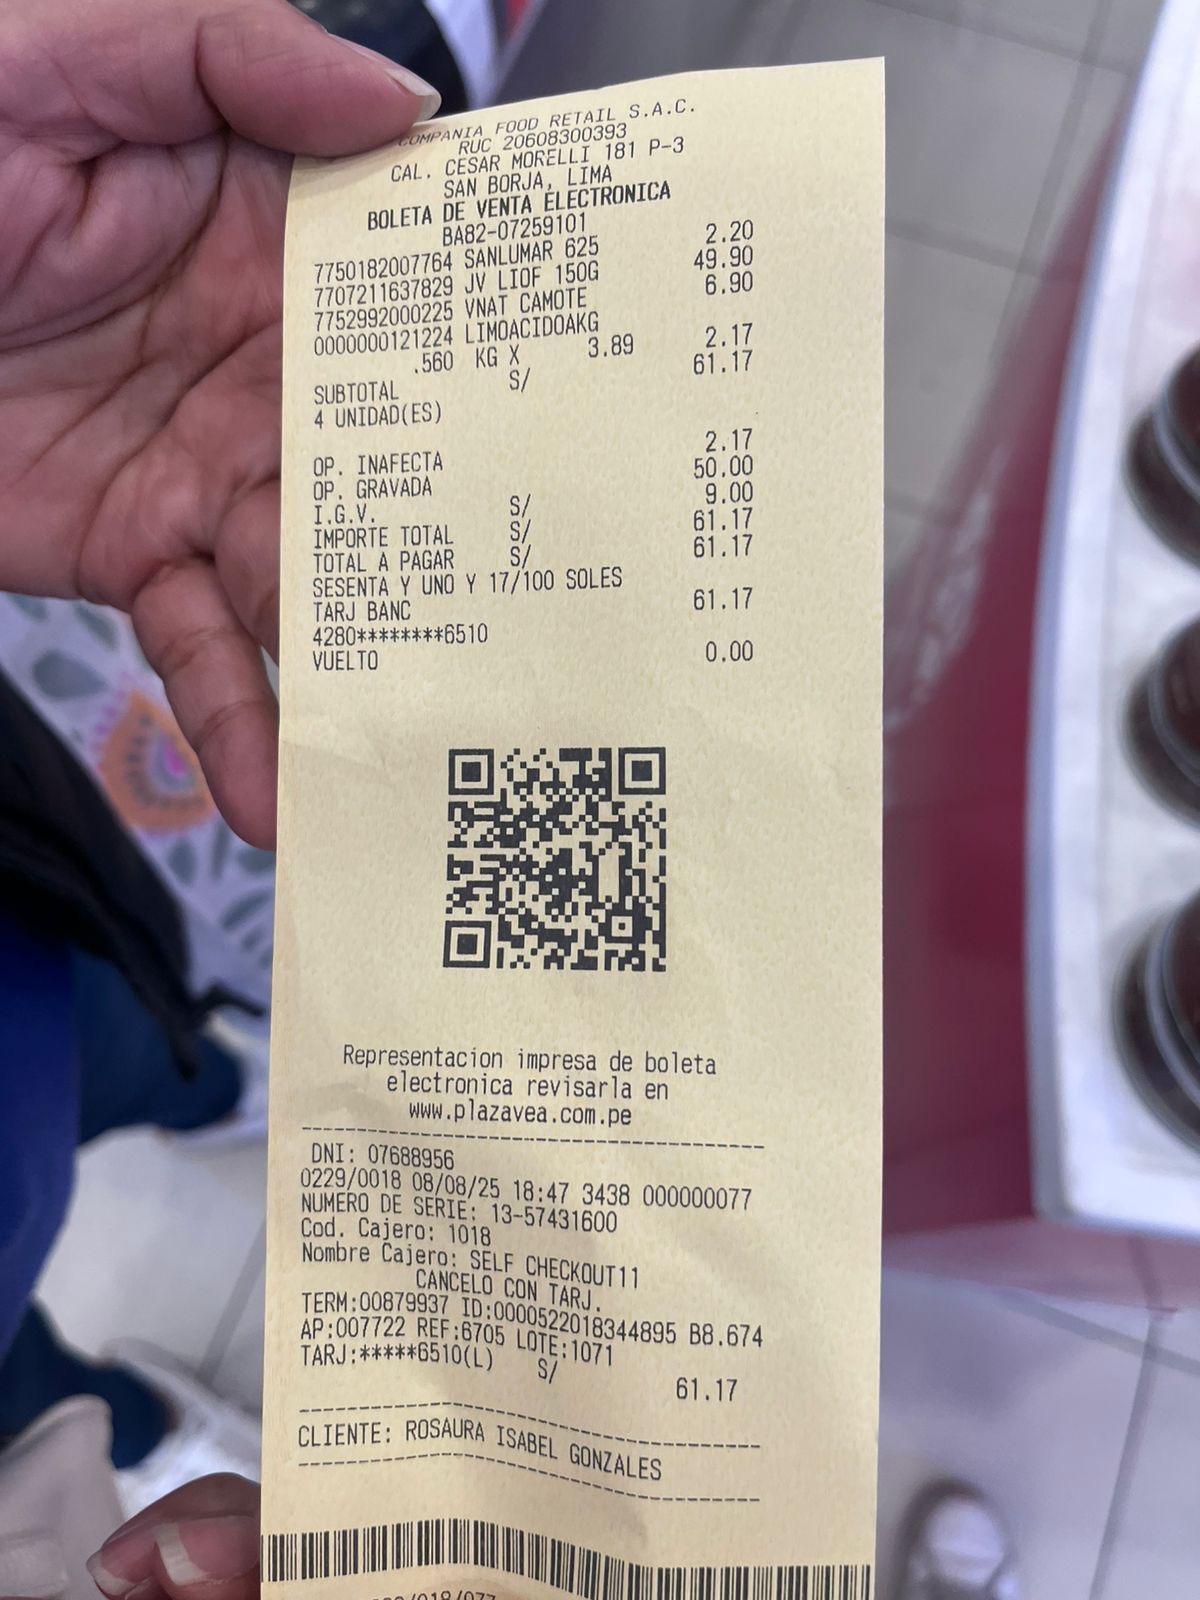 COMPANIA FOOD RETAIL S.A.C.
RUC 20608300393
CAL. CESAR MORELLI 181 P-3
SAN BORJA, LIMA
BOLETA DE VENTA ELECTRONICA
BA82-07259101
7750182007764 SANLUMAR 625 2.20
7707211637829 JV LIOF 150G 49.90
7752992000225 VNAT CAMOTE 6.90
0000000121224 LIMOACIDOAKG
.560 KG X 3.89 2.17
SUBTOTAL S/ 61.17
4 UNIDAD(ES)
OP. INAFECTA 2.17
OP. GRAVADA 50.00
I.G.V. S/ 9.00
IMPORTE TOTAL S/ 61.17
TOTAL A PAGAR S/ 61.17
SESENTA Y UNO Y 17/100 SOLES
TARJ BANC 61.17
4280********6510
VUELTO 0.00
Representacion impresa de boleta
electronica revisarla en
www.plazavea.com.pe
DNI: 07688956
0229/0018 08/08/25 18:47 3438 000000077
NUMERO DE SERIE: 13-57431600
Cod. Cajero: 1018
Nombre Cajero: SELF CHECKOUT11
CANCELO CON TARJ.
TERM:00879937 ID:0000522018344895 B8.674
AP:007722 REF:6705 LOTE:1071
TARJ:*****6510(L) S/
61.17
CLIENTE: ROSAURA ISABEL GONZALES